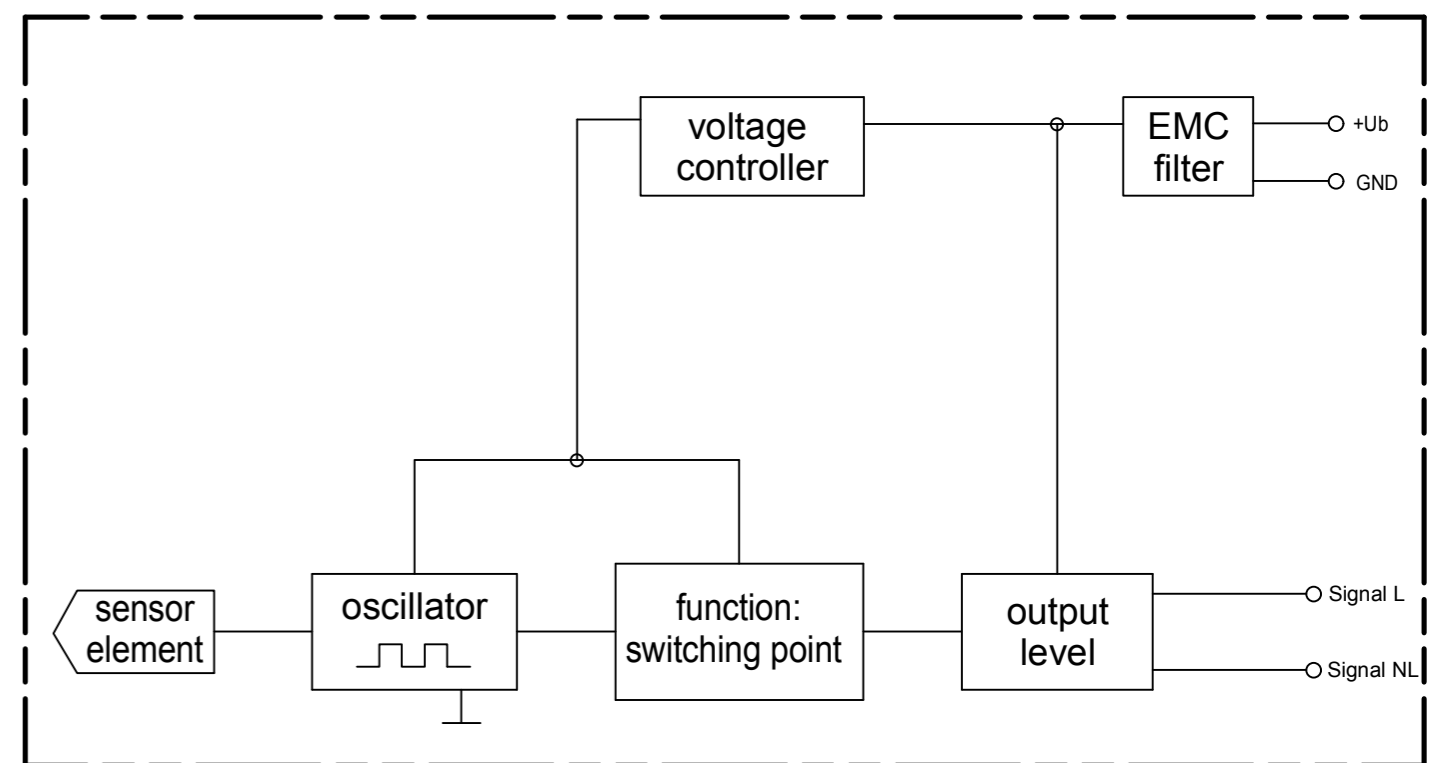 voltage
controller
EMC
filter
+Ub
GND
sensor
element
oscillator
function:
switching point
output
level
Signal L
Signal NL